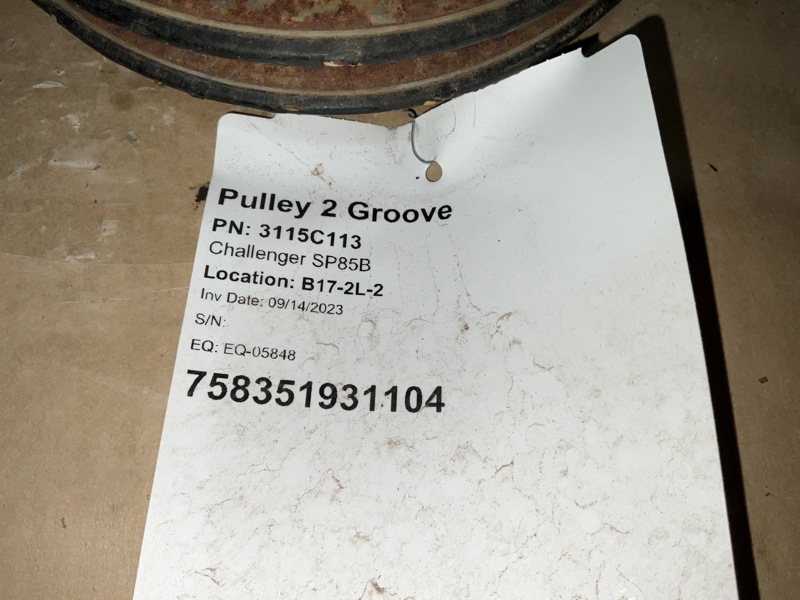 Pulley 2 Groove
PN: 3115C113
Challenger SP85B
Location: B17-2L-2
Inv Date: 09/14/2023
S/N:
EQ: EQ-05848
758351931104